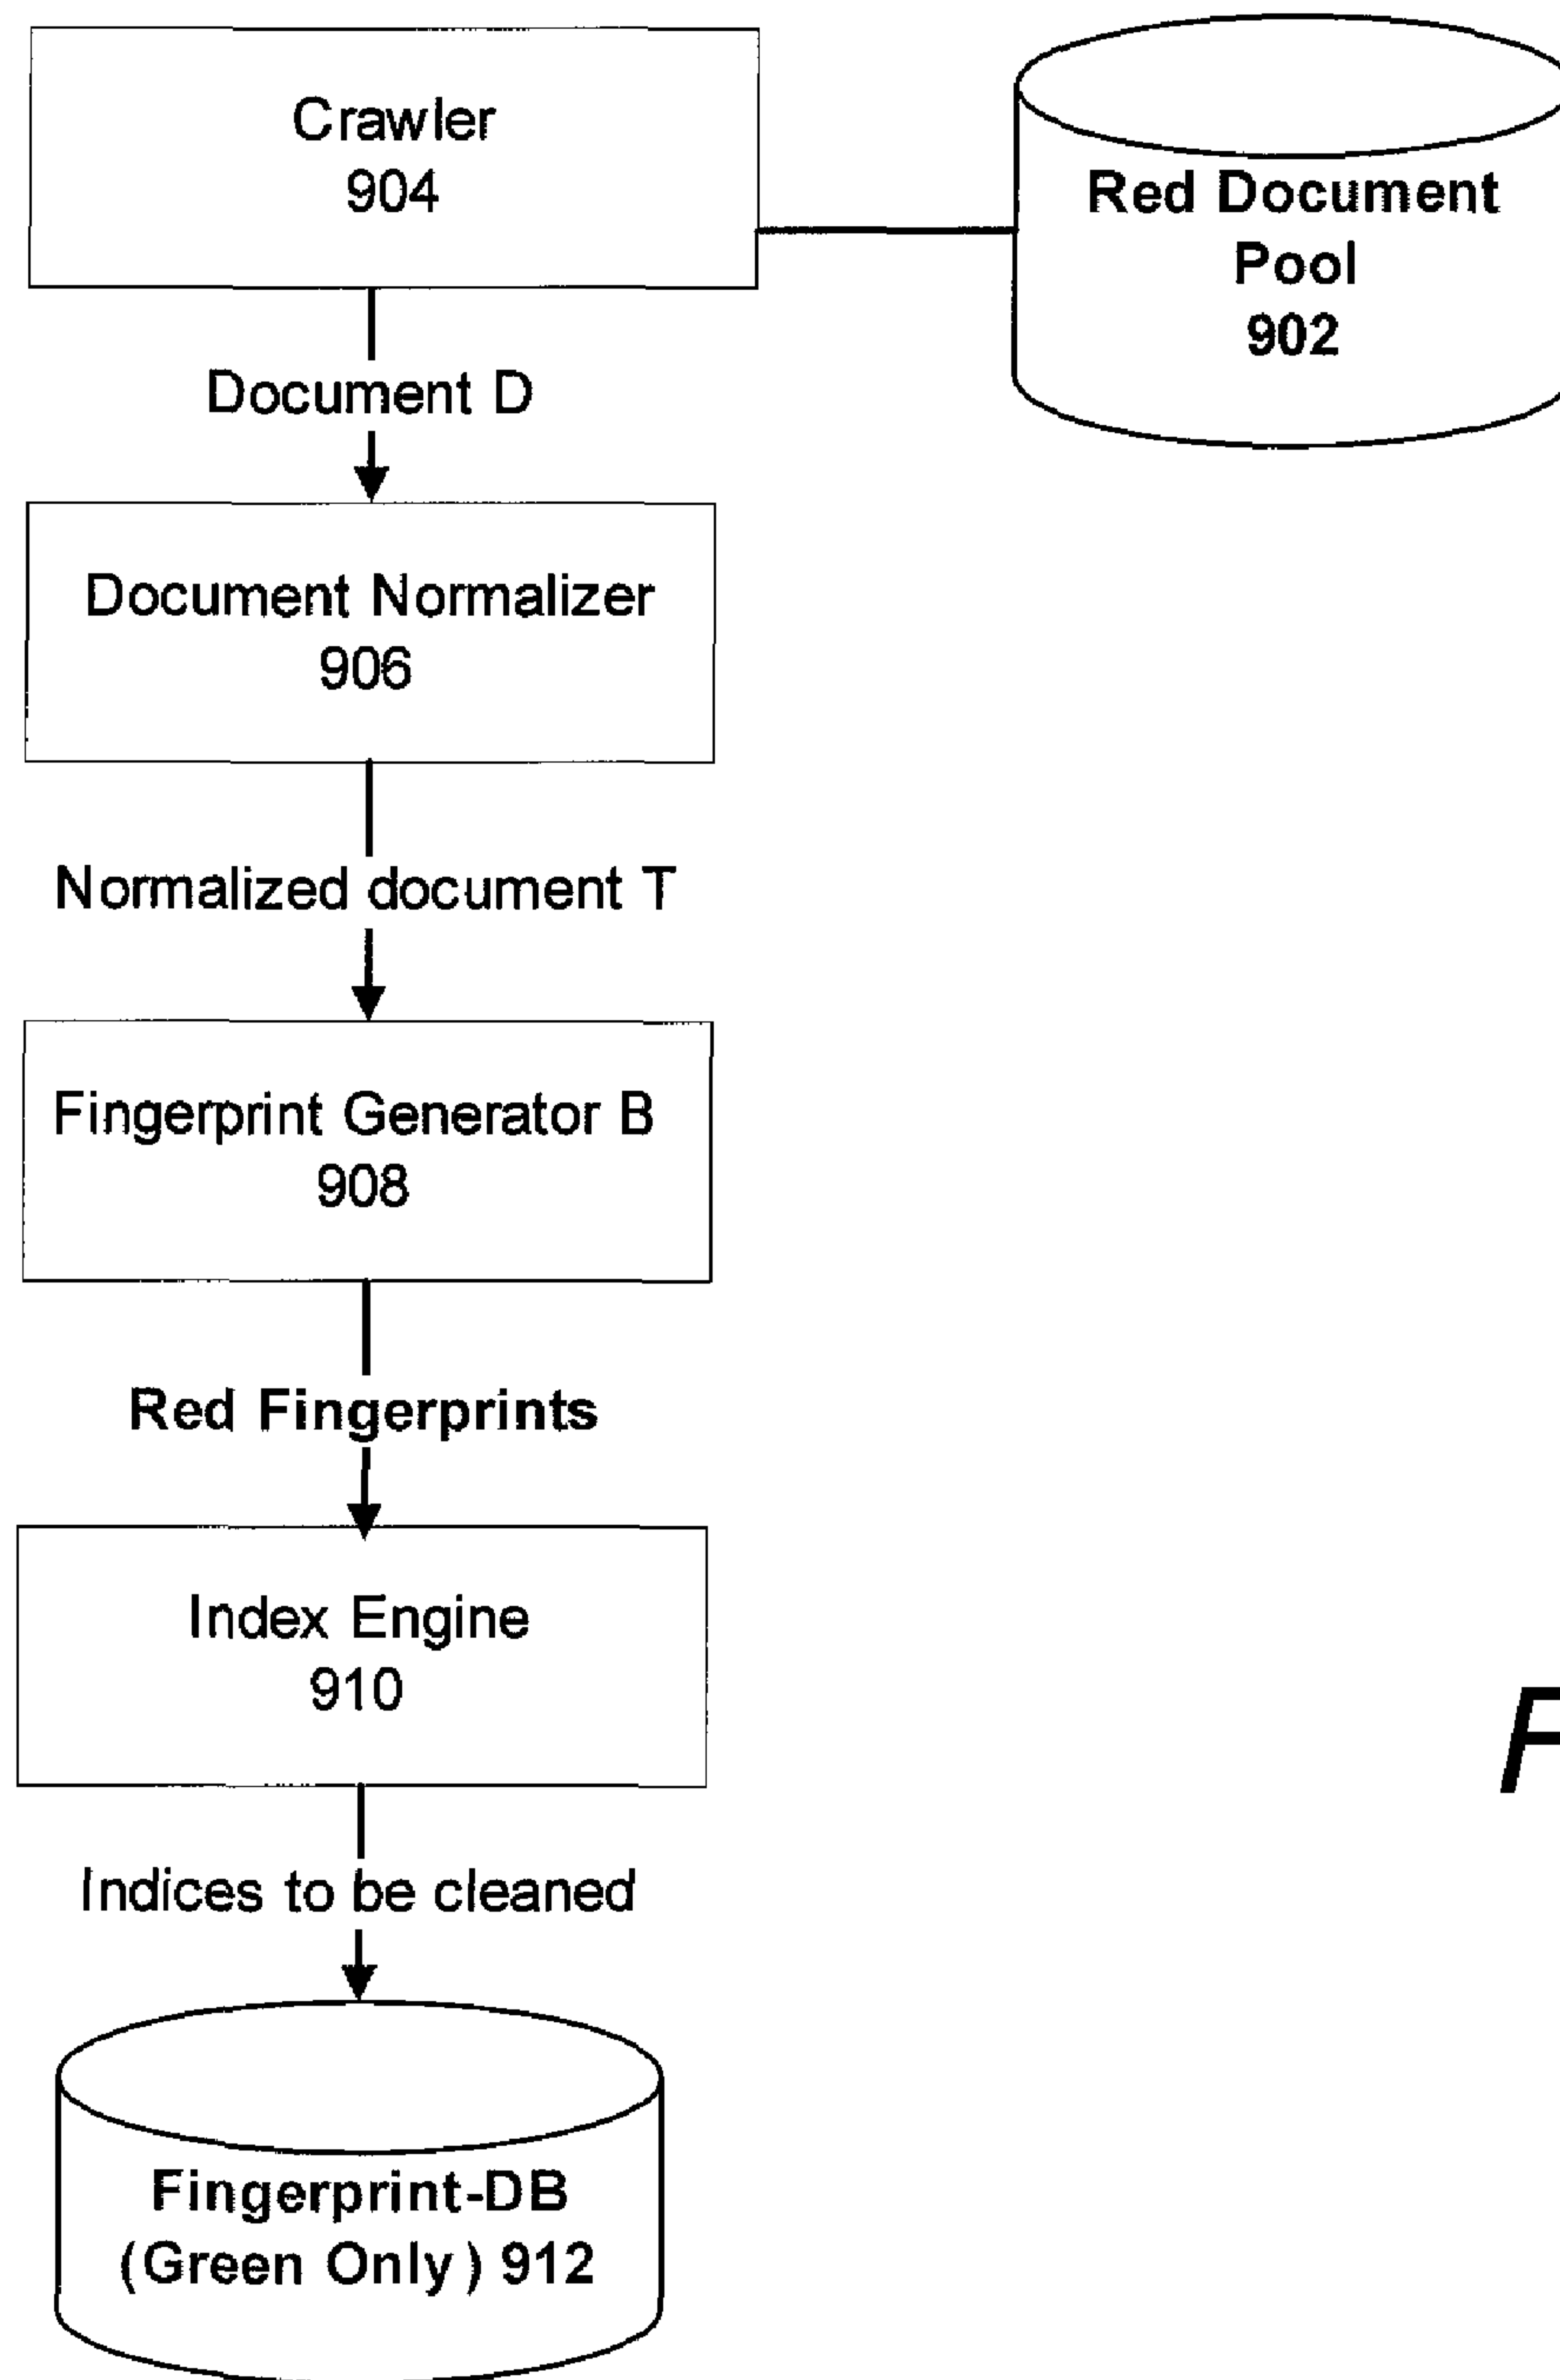 Crawler
904
Red Document
Pool
902
Document D
Document Normalizer
906
Normalized document T
Fingerprint Generator B
908
Red Fingerprints
Index Engine
910
F
Indices to be cleaned
Fingerprint-DB
(Green Only) 912